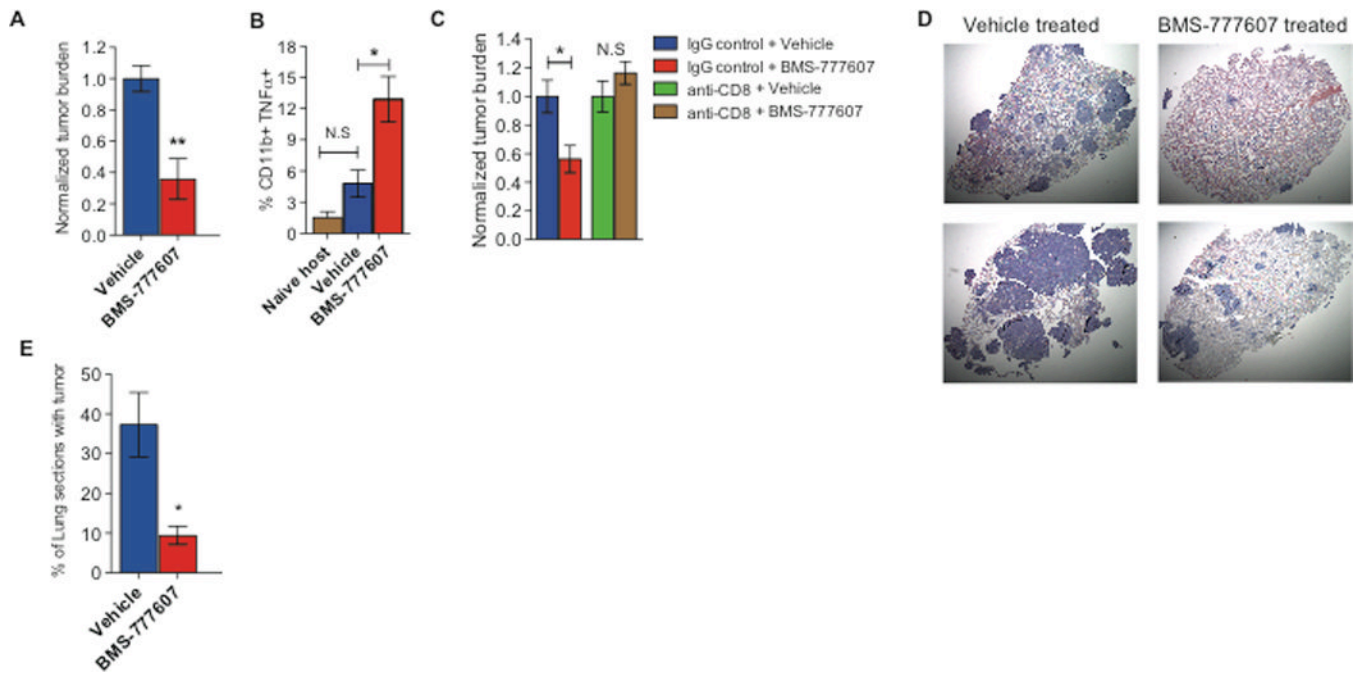 A
Normalized tumor burden
1.2
1.0
0.8
0.6
0.4
0.2
0.0
**
Vehicle
BMS-777607
B
% CD11b+ TNFα+
18
15
12
9
6
3
0
N.S
*
Naive host
Vehicle
BMS-777607
C
Normalized tumor burden
1.4
1.2
1.0
0.8
0.6
0.4
0.2
0.0
*
N.S
IgG control + Vehicle
IgG control + BMS-777607
anti-CD8 + Vehicle
anti-CD8 + BMS-777607
D
Vehicle treated
BMS-777607 treated
E
% of Lung sections with tumor
50
40
30
20
10
0
*
Vehicle
BMS-777607